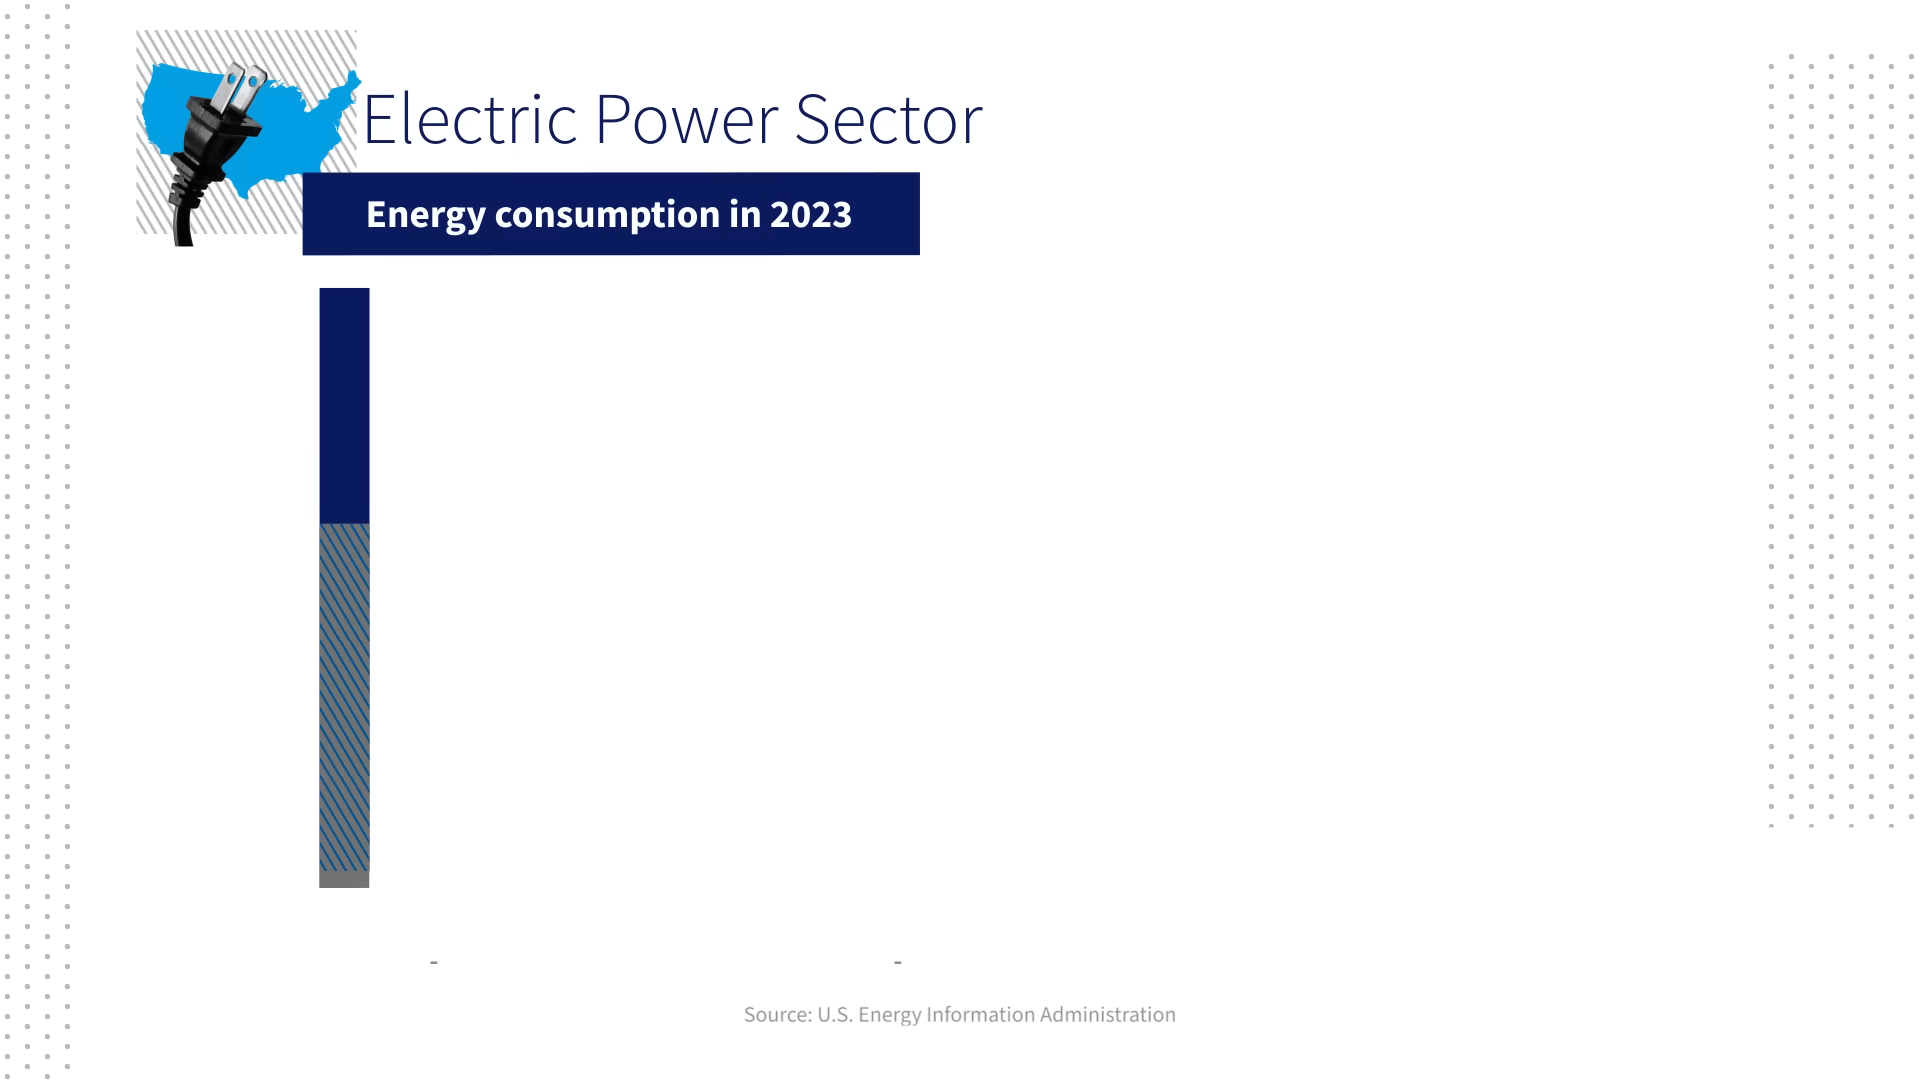 Electric Power Sector
Energy consumption in 2023
- -
Source: U.S. Energy Information Administration